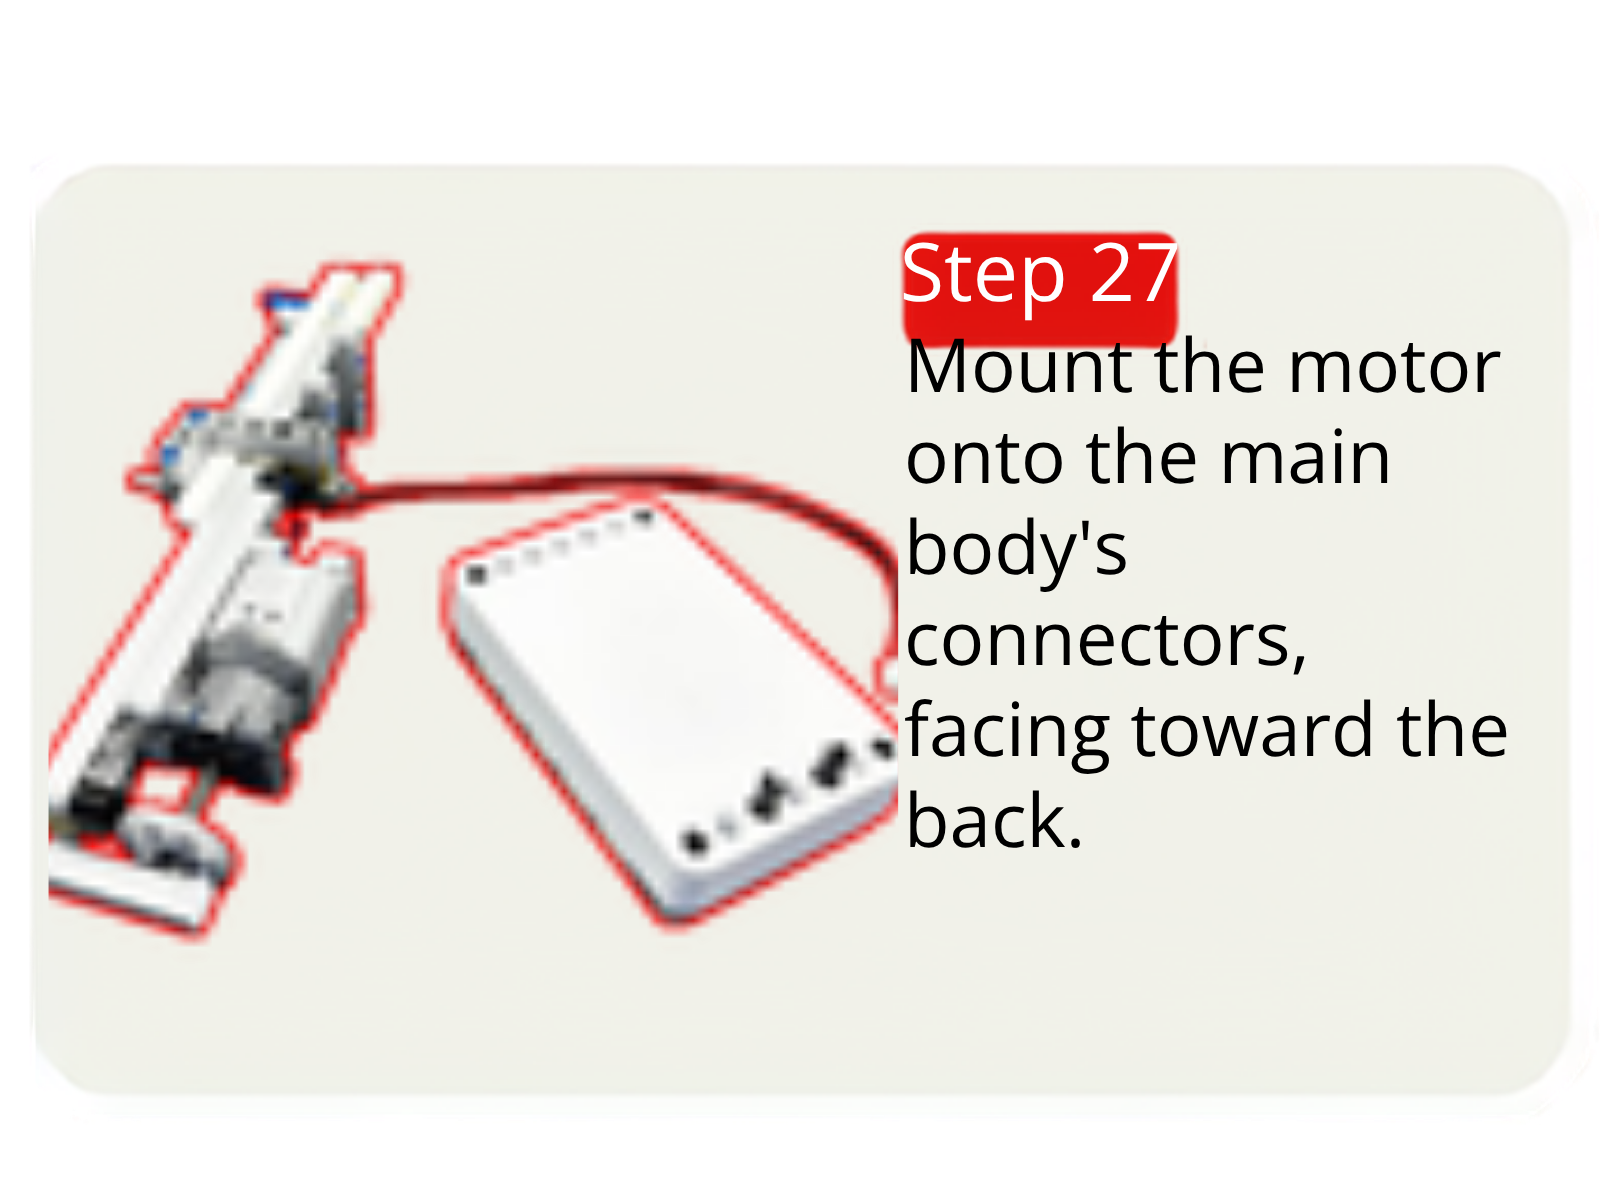 Step 27
Mount the motor
onto the main
body's
connectors,
facing toward the
back.